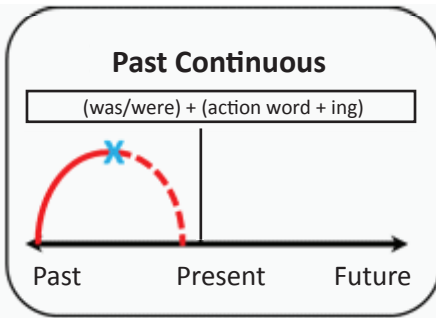 Past Continuous
(was/were) + (action word + ing)
X
Past Present Future